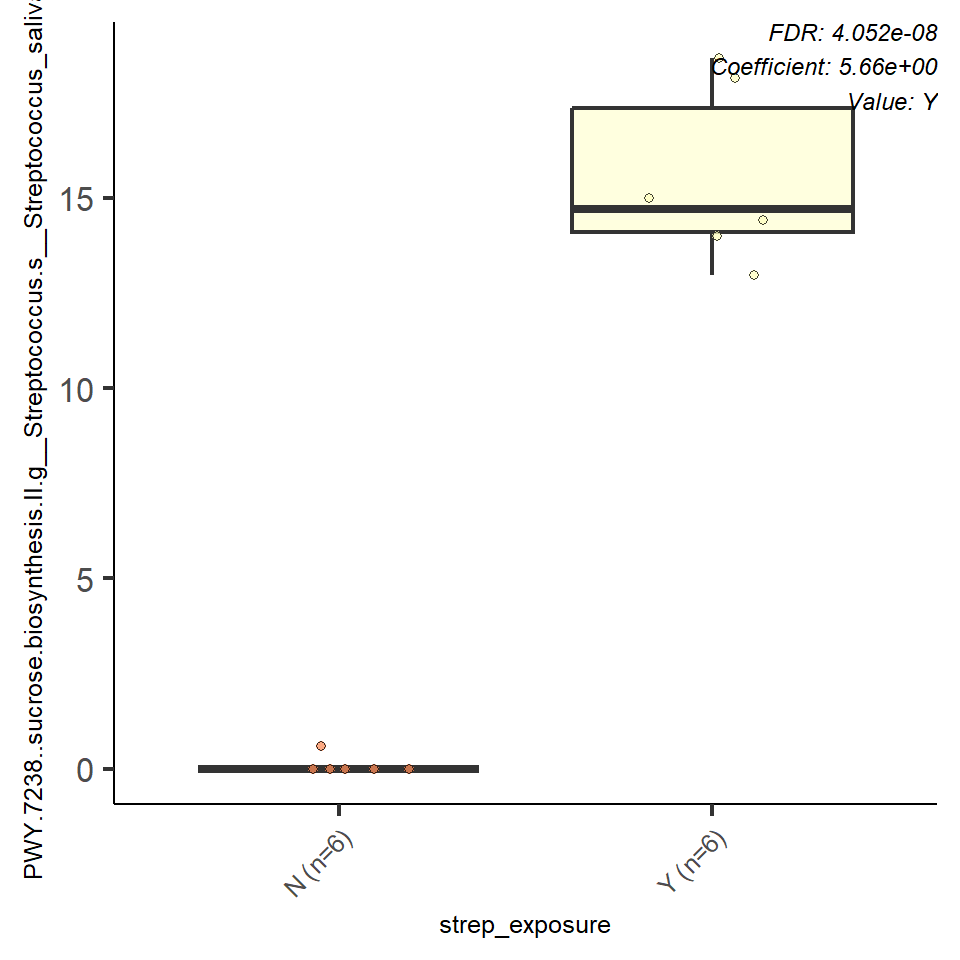 FDR: 4.052e-08
Coefficient: 5.66e+00
Value: Y
PWY.7238..sucrose.biosynthesis.II.g__Streptococcus.s__Streptococcus_saliva
15
10
5
0
N (n=6)
Y (n=6)
strep_exposure